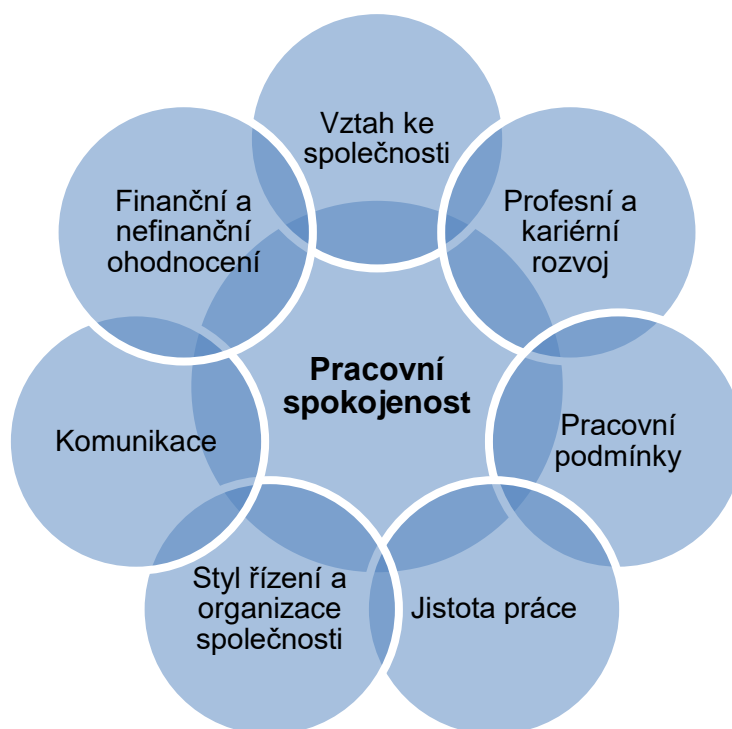 Vztah ke
společnosti
Profesní a
kariérní
rozvoj
Pracovní
podmínky
Jistota práce
Styl řízení a
organizace
společnosti
Komunikace
Finanční a
nefinanční
ohodnocení
Pracovní
spokojenost